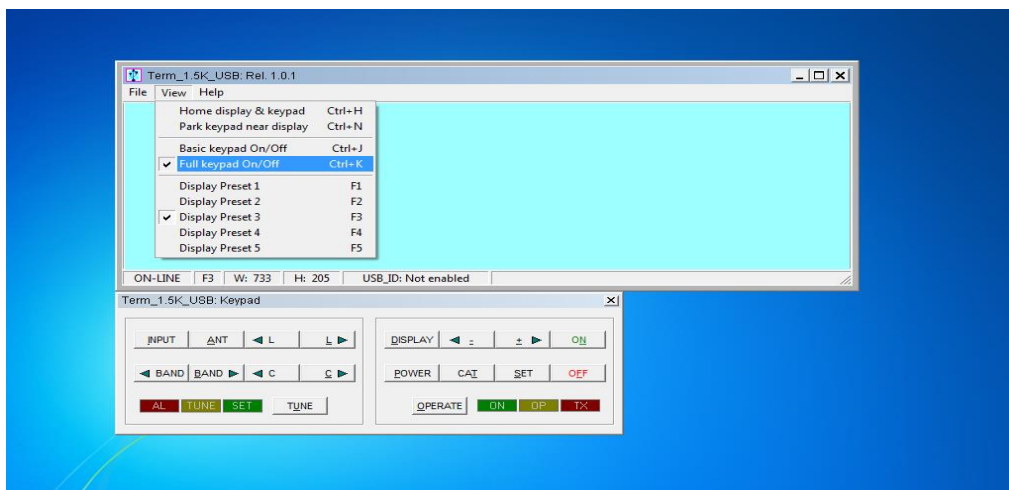 Term_1.5K_USB: Rel. 1.0.1
File View Help
Home display & keypad Ctrl+H
Park keypad near display Ctrl+N
Basic keypad On/Off Ctrl+J
Full keypad On/Off Ctrl+K
Display Preset 1 F1
Display Preset 2 F2
Display Preset 3 F3
Display Preset 4 F4
Display Preset 5 F5
ON-LINE F3 W: 733 H: 205 USB_ID: Not enabled
Term_1.5K_USB: Keypad
INPUT ANT ◄ L L ► DISPLAY ◄ - + ► ON
◄ BAND BAND ► ◄ C C ► POWER CAT SET OFF
AL TUNE SET TUNE OPERATE ON OP TX